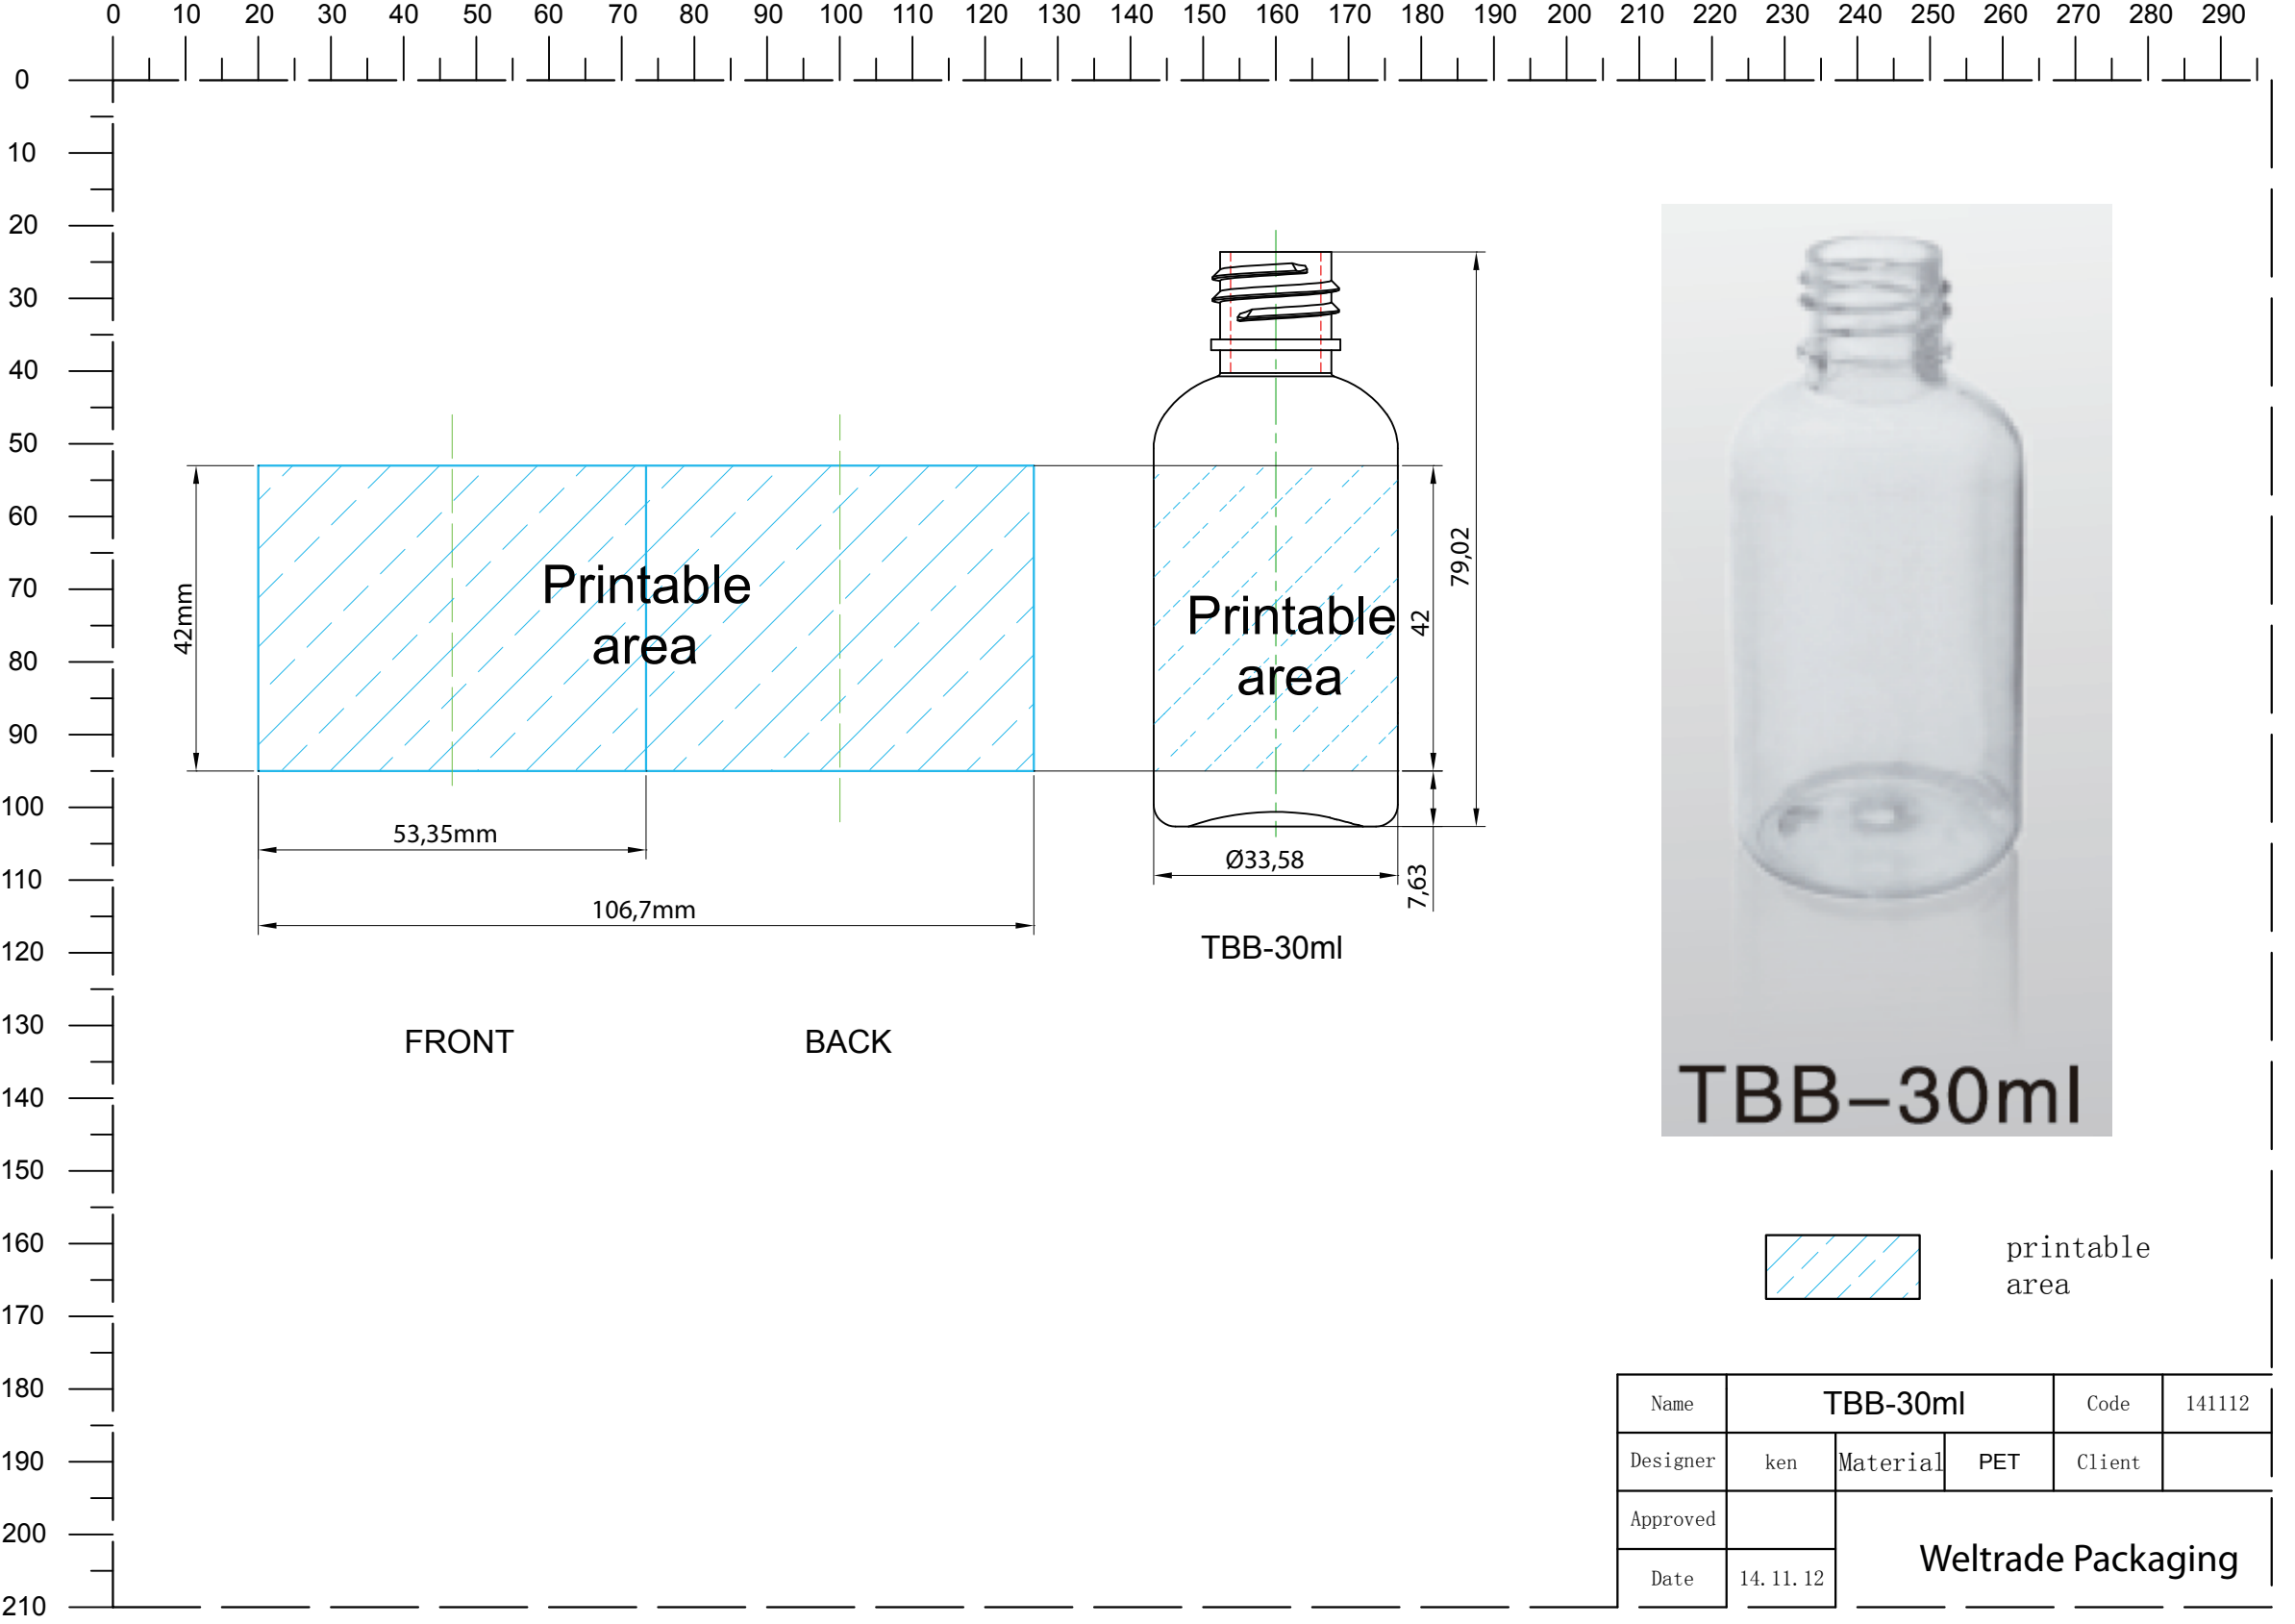 0 10 20 30 40 50 60 70 80 90 100 110 120 130 140 150 160 170 180 190 200 210 220 230 240 250 260 270 280 290
0
10
20
30
40
50
60
70
80
90
100
110
120
130
140
150
160
170
180
190
200
210
42mm
Printable
area
53,35mm
106,7mm
FRONT
BACK
Printable
area
42
79,02
7,63
Ø33,58
TBB-30ml
TBB-30ml
printable
area
Name TBB-30ml Code 141112
Designer ken Material PET Client
Approved
Date 14.11.12
Weltrade Packaging